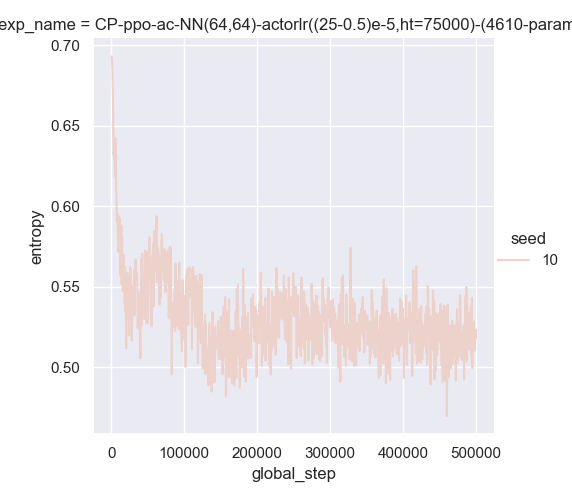 exp_name = CP-ppo-ac-NN(64,64)-actorlr((25-0.5)e-5,ht=75000)-(4610-param
0.70
0.65
0.60
0.55
0.50
entropy
seed
10
0 100000 200000 300000 400000 500000
global_step